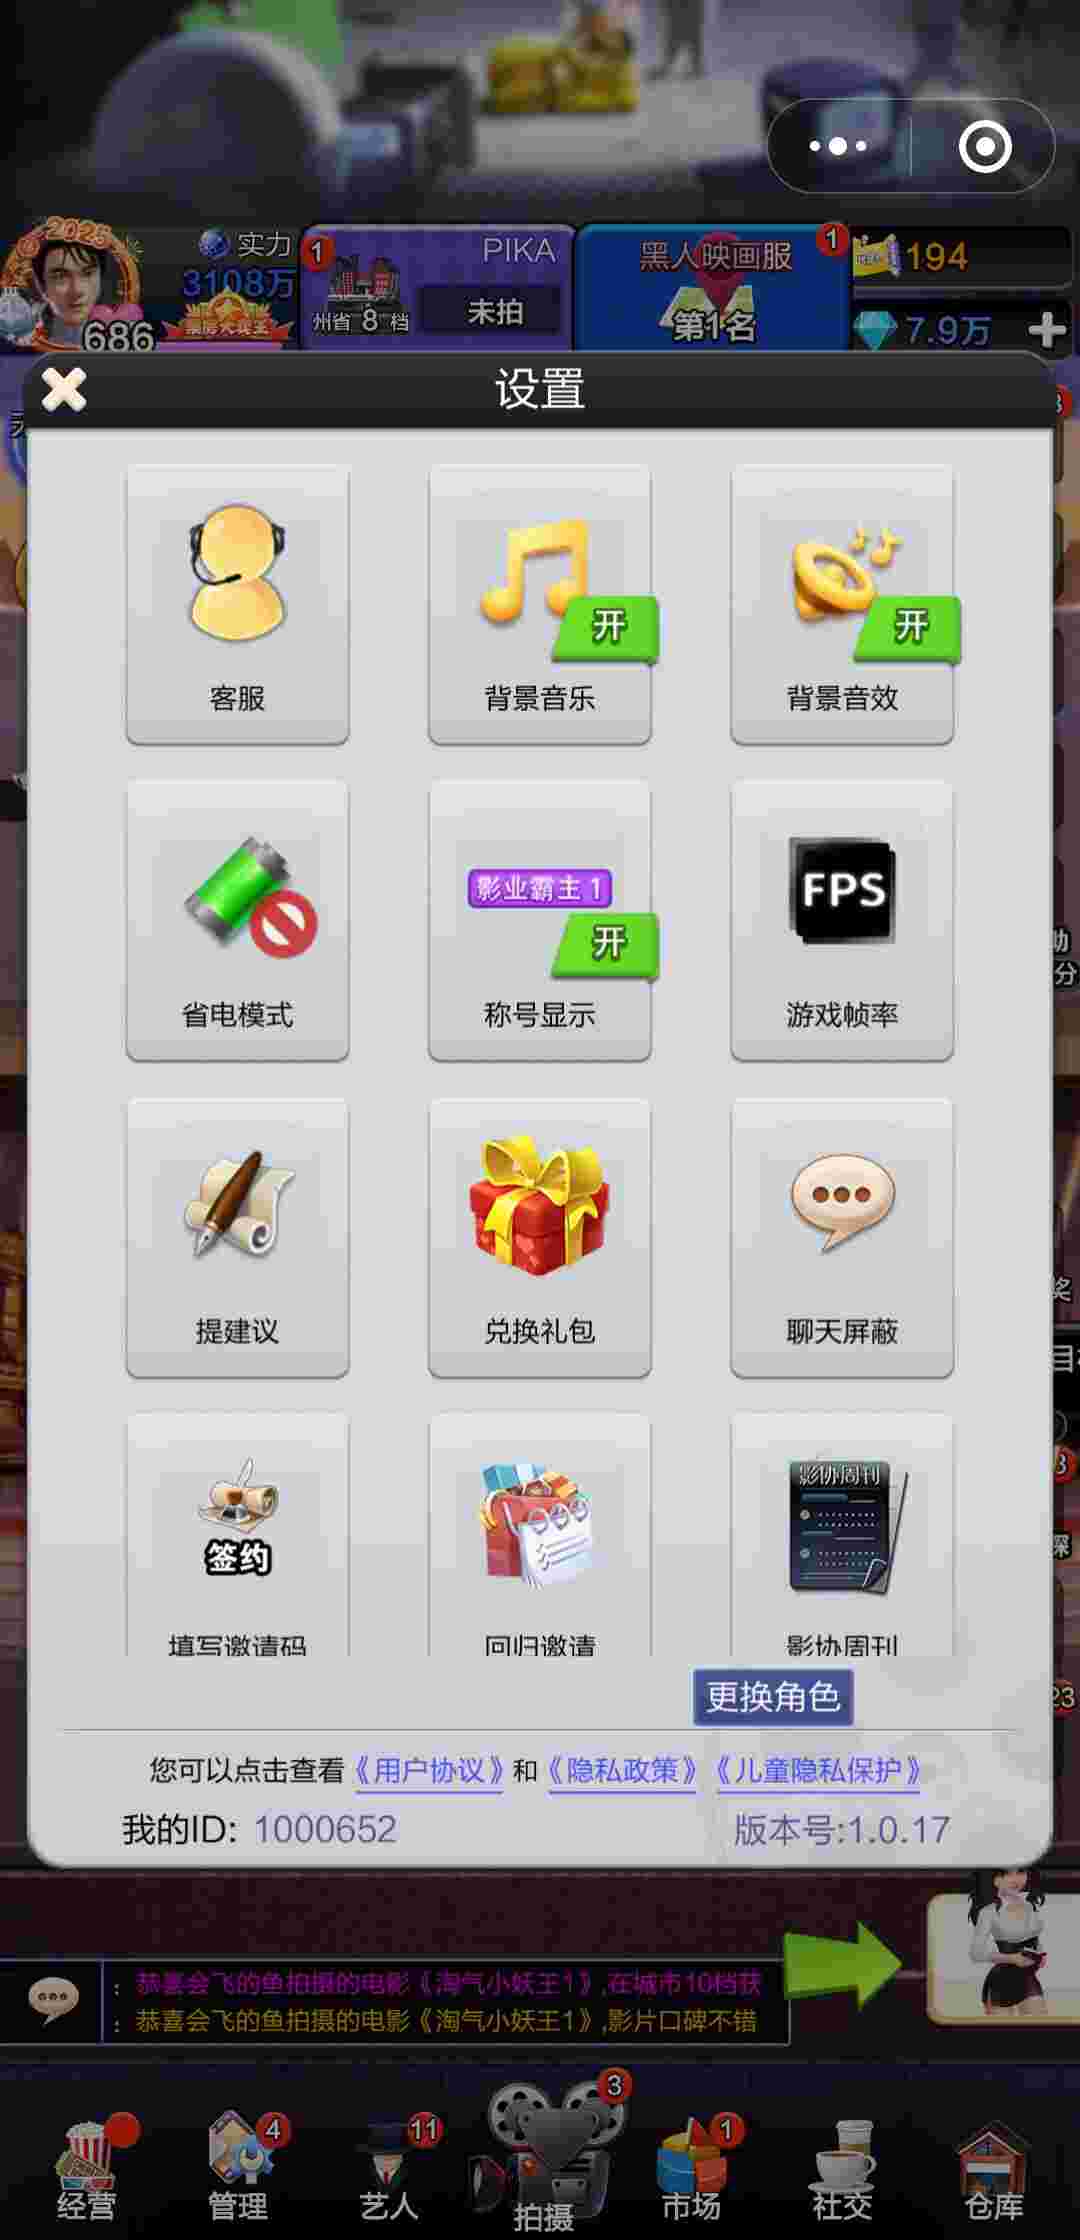 2025
实力
3108万
686
1
PIKA
州省 8 档
未拍
黑人映画服
1
第1名
194
7.9万
设置
客服
背景音乐
开
背景音效
开
省电模式
影业霸主1
开
称号显示
FPS
游戏帧率
提建议
兑换礼包
聊天屏蔽
签约
填写邀请码
回归邀请
影协周刊
影协周刊
更换角色
您可以点击查看《用户协议》和《隐私政策》《儿童隐私保护》
我的ID: 1000652
版本号:1.0.17
: 恭喜会飞的鱼拍摄的电影《淘气小妖王1》,在城市10档获
: 恭喜会飞的鱼拍摄的电影《淘气小妖王1》,影片口碑不错
经营
4
管理
11
艺人
3
拍摄
1
市场
社交
仓库